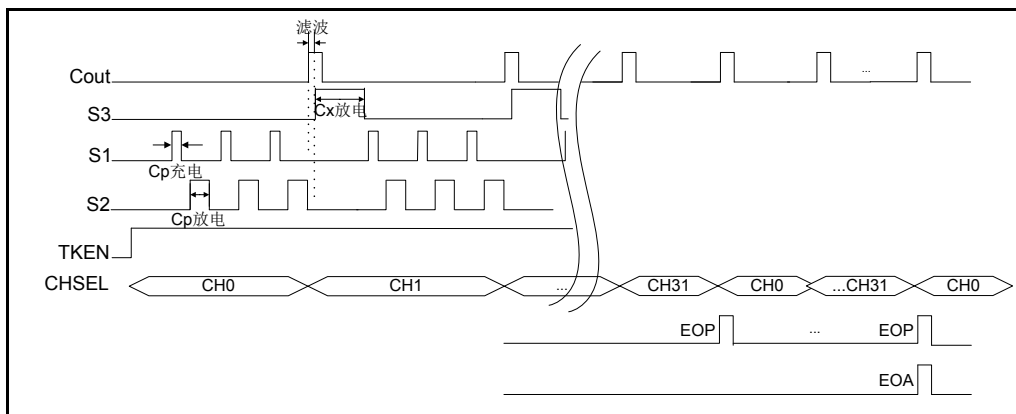 滤波
Cout
...
S3
Cx放电
S1
Cp充电
S2
Cp放电
TKEN
CHSEL
CH0
CH1
...
CH31
CH0
...CH31
CH0
EOP
...
EOP
EOA